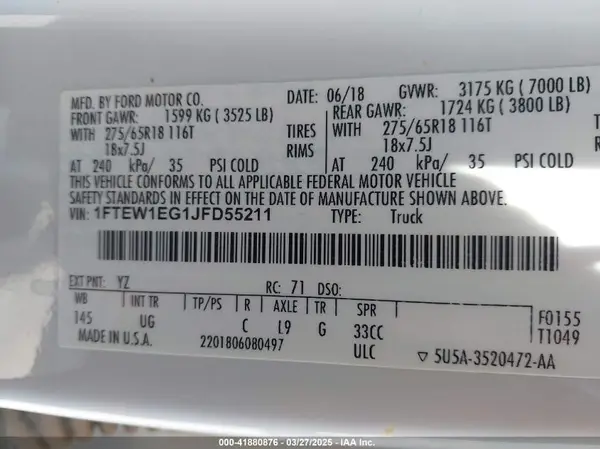 MFD. BY FORD MOTOR CO. DATE: 06/18 GVWR: 3175 KG ( 7000 LB)
FRONT GAWR: 1599 KG ( 3525 LB) REAR GAWR: 1724 KG ( 3800 LB)
WITH 275/65R18 116T TIRES WITH 275/65R18 116T
18x7.5J RIMS 18x7.5J
AT 240 kPa/ 35 PSI COLD AT 240 kPa/ 35 PSI COLD
THIS VEHICLE CONFORMS TO ALL APPLICABLE FEDERAL MOTOR VEHICLE
SAFETY STANDARDS IN EFFECT ON THE DATE OF MANUFACTURE SHOWN ABOVE.
VIN: 1FTEW1EG1JFD55211 TYPE: Truck
EXT PNT: YZ RC: 71 DSO:
WB INT TR TP/PS R AXLE TR SPR F0155
145 UG C L9 G 33CC T1049
MADE IN U.S.A. 2201806080497 ULC ▽ 5U5A-3520472-AA
000-41880876 | 03/27/2025 | IAA Inc.